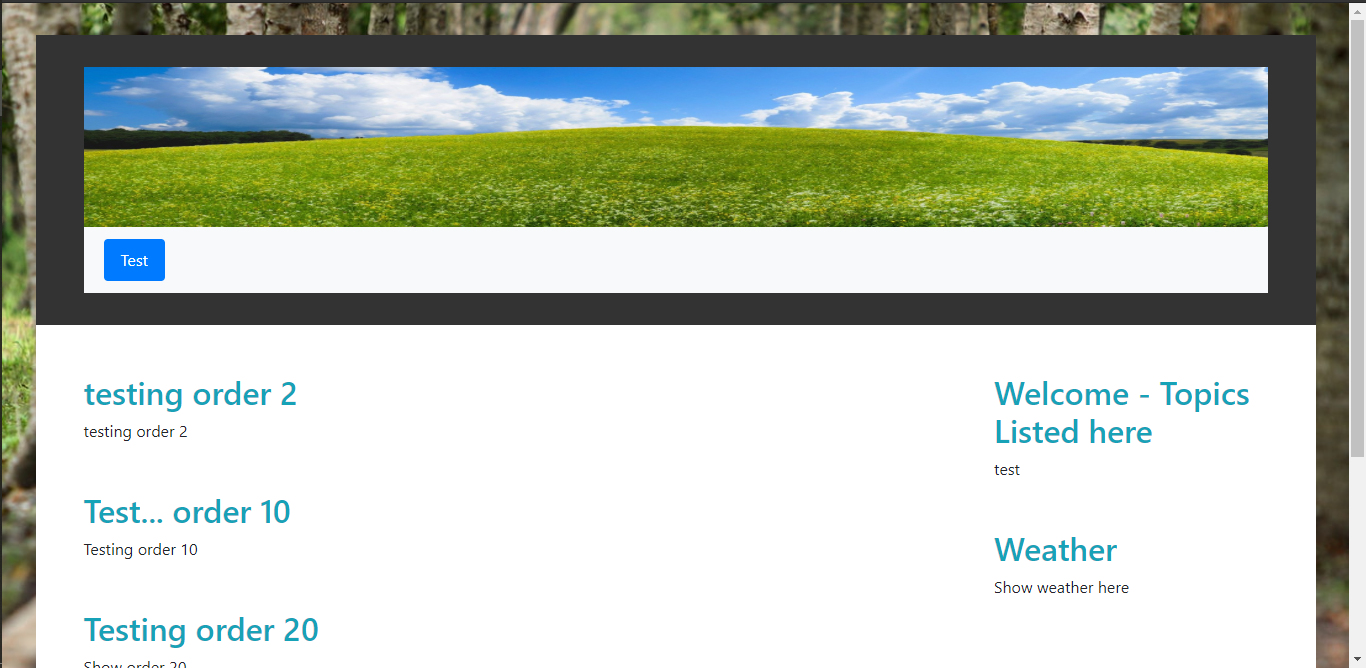 Test
testing order 2
testing order 2
Test... order 10
Testing order 10
Testing order 20
Show order 20
Welcome - Topics
Listed here
test
Weather
Show weather here